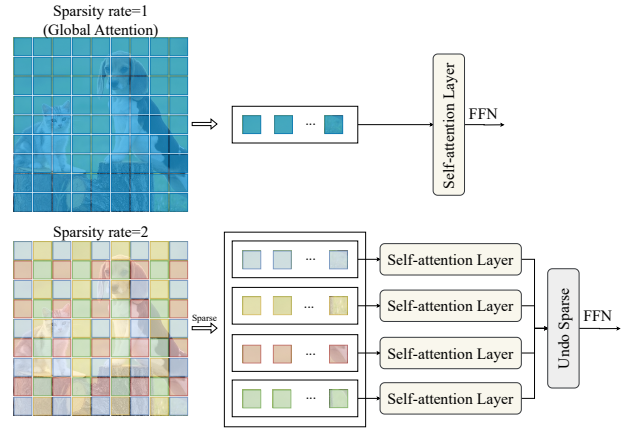 Sparsity rate=1
(Global Attention)
...
Self-attention Layer
FFN
Sparsity rate=2
Sparse
...
Self-attention Layer
...
Self-attention Layer
...
Self-attention Layer
...
Self-attention Layer
Undo Sparse
FFN